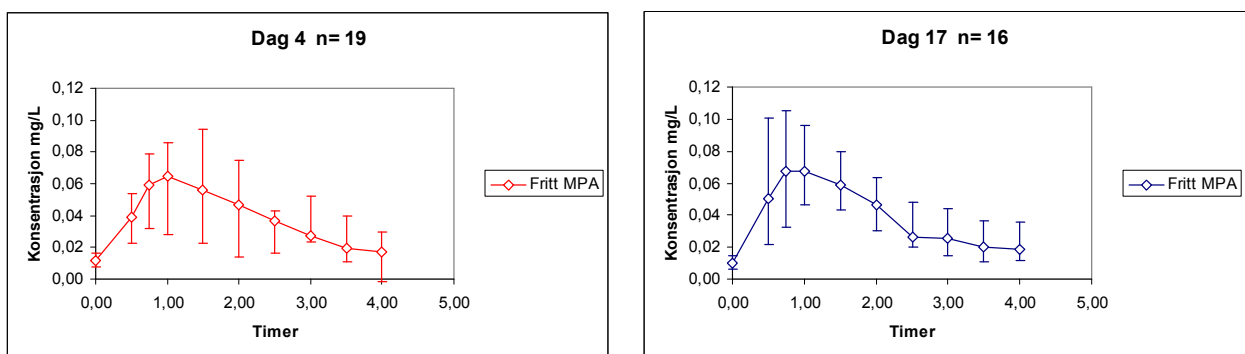 Dag 4 n= 19
Konsentrasjon mg/L
0,12
0,10
0,08
0,06
0,04
0,02
0,00
0,00 1,00 2,00 3,00 4,00 5,00
Timer
Fritt MPA
Dag 17 n= 16
Konsentrasjon mg/L
0,12
0,10
0,08
0,06
0,04
0,02
0,00
0,00 1,00 2,00 3,00 4,00 5,00
Timer
Fritt MPA